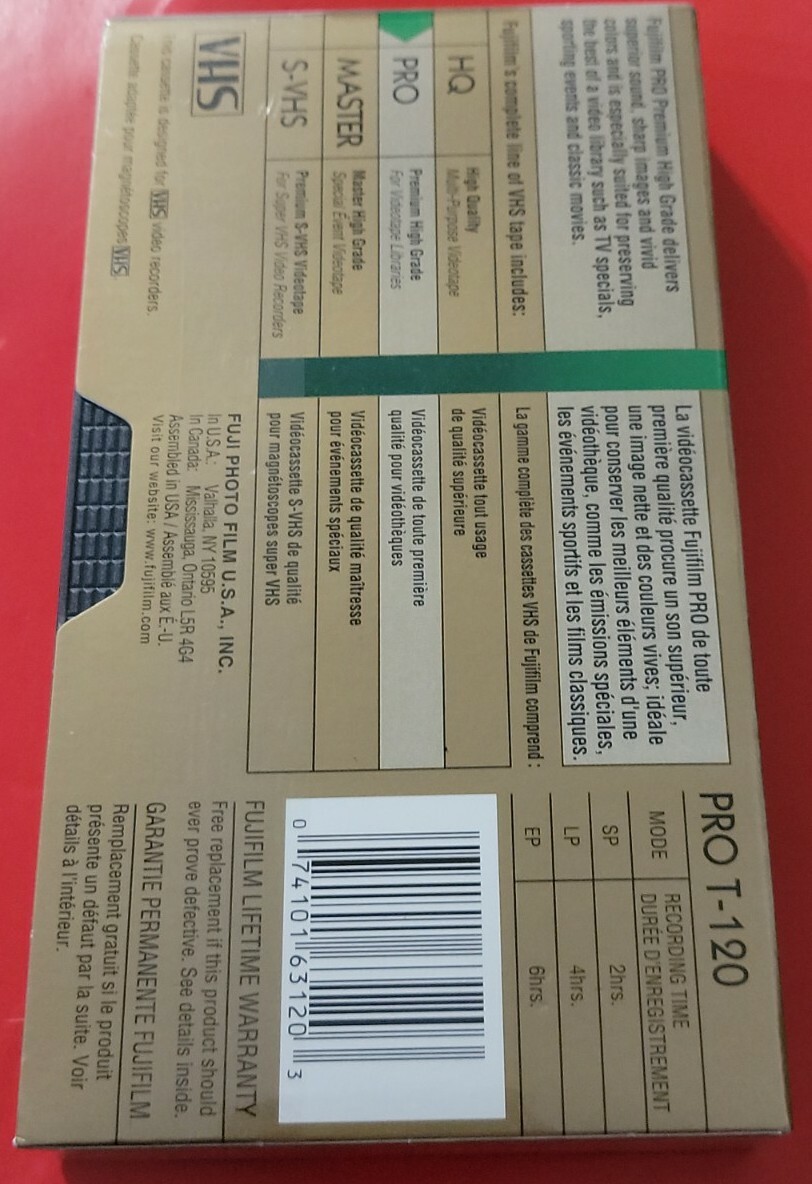 Fujifilm PRO Premium High Grade delivers
superior sound, sharp images and vivid
colors and is especially suited for preserving
the best of a video library such as TV specials,
sporting events and classic movies.
Fujifilm's complete line of VHS tape includes:
HQ
High Quality
Multi-Purpose Videotape
PRO
Premium High Grade
For Videotape Libraries
MASTER
Master High Grade
Special Event Videotape
S-VHS
Premium S-VHS Videotape
For Super VHS Video Recorders
VHS
This cassette is designed for VHS video recorders.
Cassette adaptée pour magnétoscopes VHS.
La vidéocassette Fujifilm PRO de toute
première qualité procure un son supérieur,
une image nette et des couleurs vives; idéale
pour conserver les meilleurs éléments d'une
vidéothèque, comme les émissions spéciales,
les événements sportifs et les films classiques.
La gamme complète des cassettes VHS de Fujifilm comprend :
Vidéocassette tout usage
de qualité supérieure
Vidéocassette de toute première
qualité pour vidéothèques
Vidéocassette de qualité maîtresse
pour événements spéciaux
Vidéocassette S-VHS de qualité
pour magnétoscopes super VHS
FUJI PHOTO FILM U.S.A., INC.
In U.S.A.: Valhalla, NY 10595
In Canada: Mississauga, Ontario L5R 4G4
Assembled in USA / Assemblé aux É.-U.
Visit our website: www.fujifilm.com
PRO T-120
MODE RECORDING TIME
DURÉE D'ENREGISTREMENT
SP 2hrs.
LP 4hrs.
EP 6hrs.
0 74101 63120 3
FUJIFILM LIFETIME WARRANTY
Free replacement if this product should
ever prove defective. See details inside.
GARANTIE PERMANENTE FUJIFILM
Remplacement gratuit si le produit
présente un défaut par la suite. Voir
détails à l'intérieur.